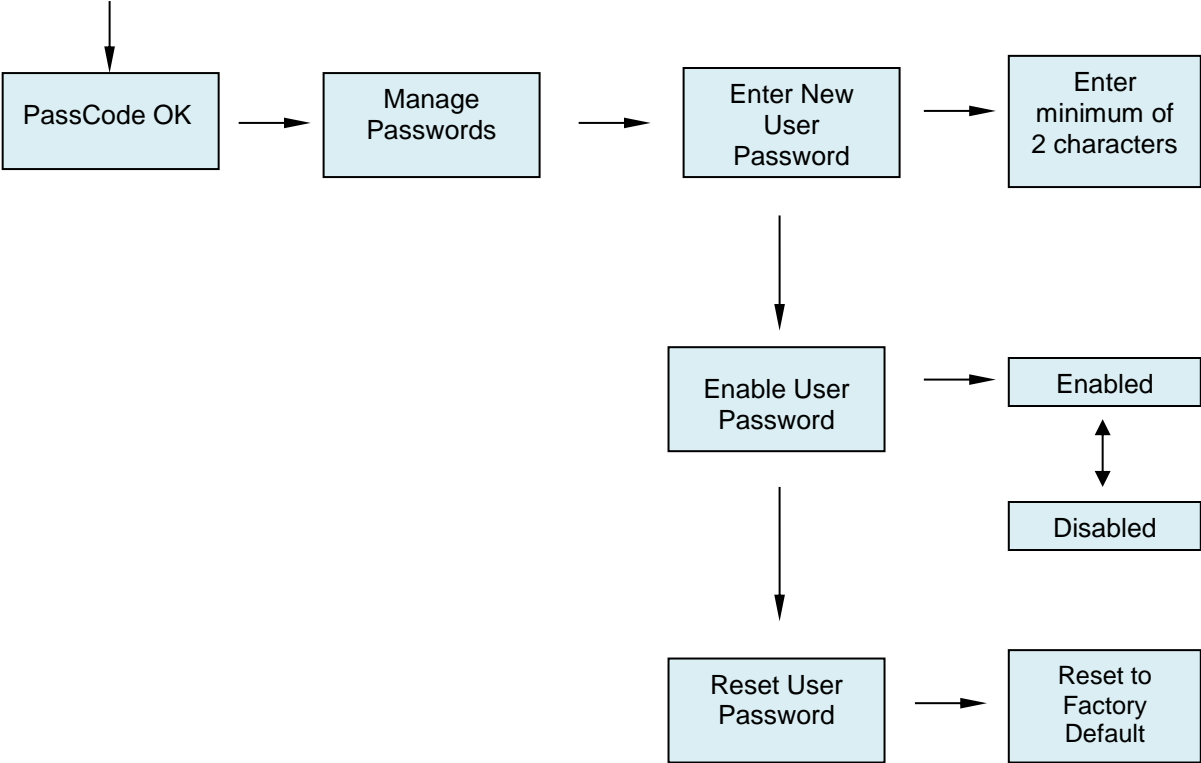 PassCode OK
Manage
Passwords
Enter New
User
Password
Enter
minimum of
2 characters
Enable User
Password
Enabled
Disabled
Reset User
Password
Reset to
Factory
Default